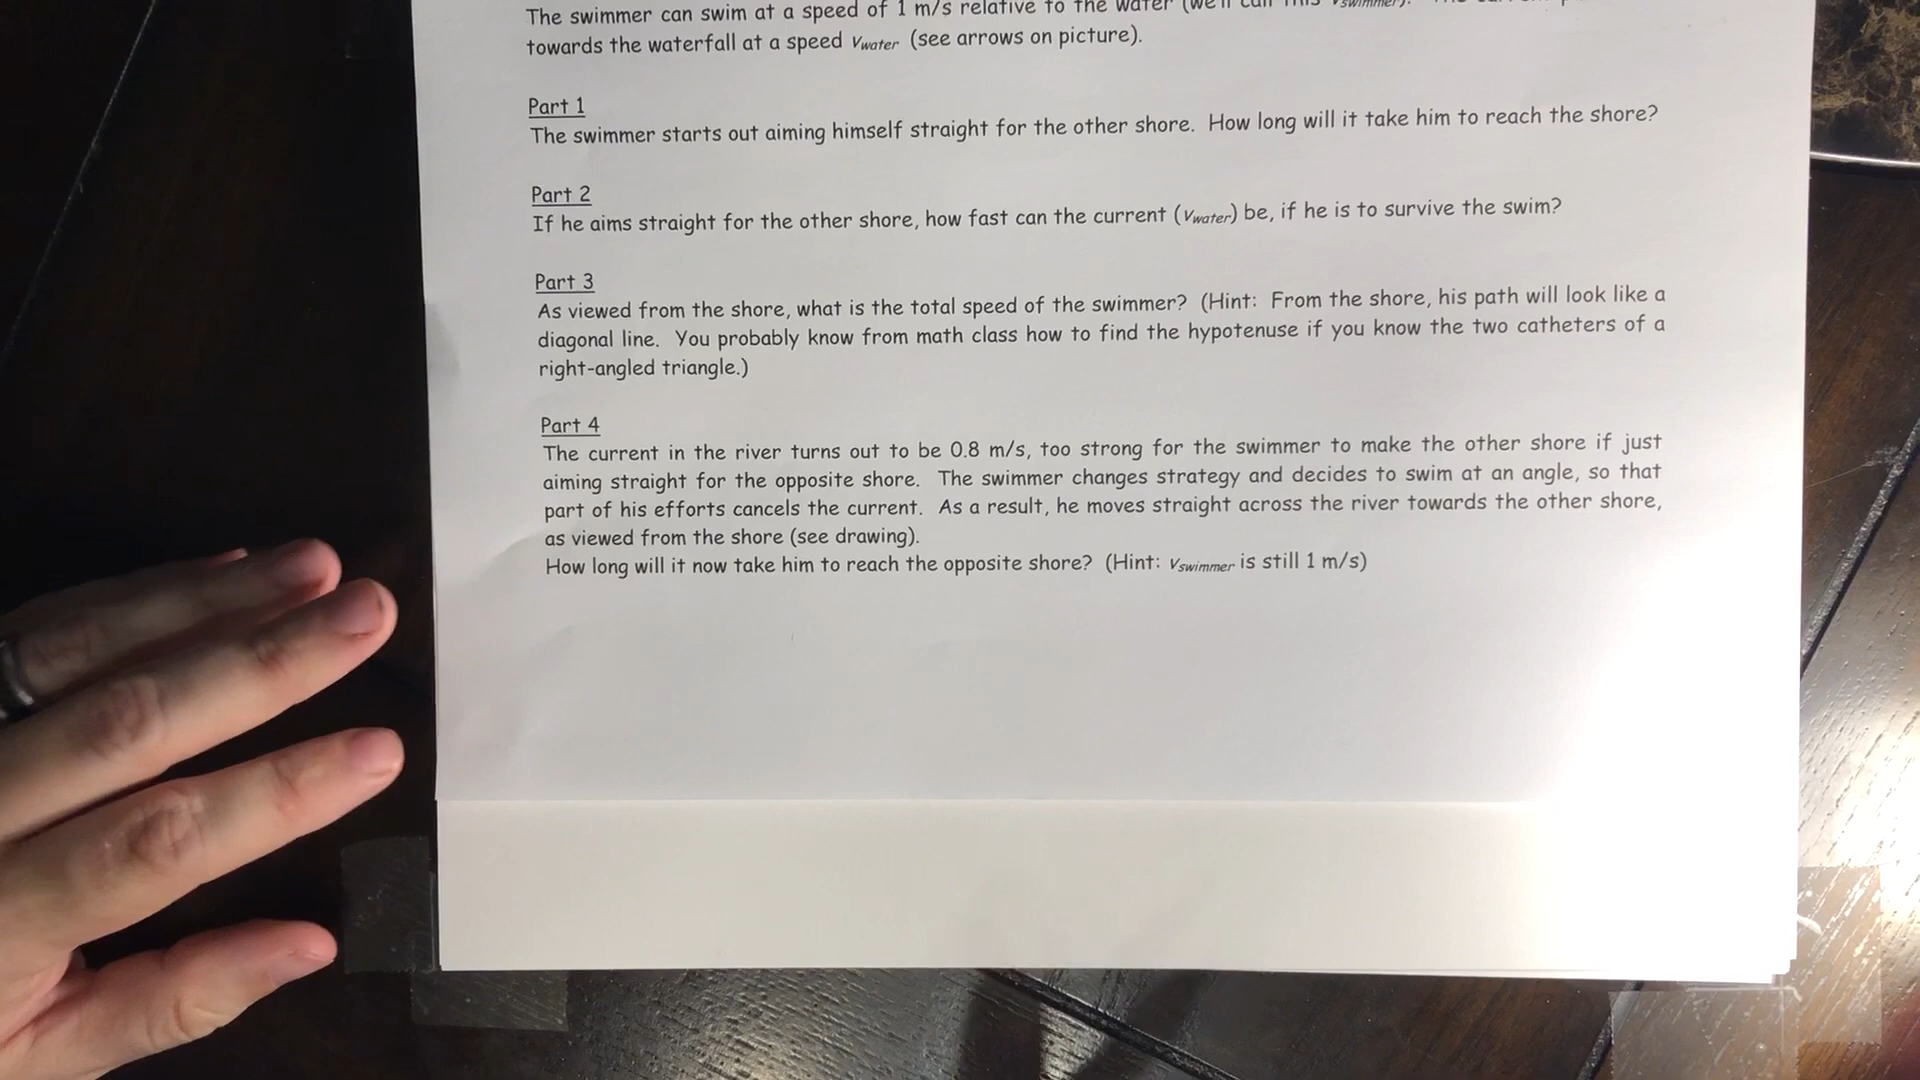 The swimmer can swim at a speed of 1 m/s relative to the water (we'll call this vswimmer).
towards the waterfall at a speed vwater (see arrows on picture).
Part 1
The swimmer starts out aiming himself straight for the other shore. How long will it take him to reach the shore?
Part 2
If he aims straight for the other shore, how fast can the current (vwater) be, if he is to survive the swim?
Part 3
As viewed from the shore, what is the total speed of the swimmer? (Hint: From the shore, his path will look like a
diagonal line. You probably know from math class how to find the hypotenuse if you know the two catheters of a
right-angled triangle.)
Part 4
The current in the river turns out to be 0.8 m/s, too strong for the swimmer to make the other shore if just
aiming straight for the opposite shore. The swimmer changes strategy and decides to swim at an angle, so that
part of his efforts cancels the current. As a result, he moves straight across the river towards the other shore,
as viewed from the shore (see drawing).
How long will it now take him to reach the opposite shore? (Hint: vswimmer is still 1 m/s)